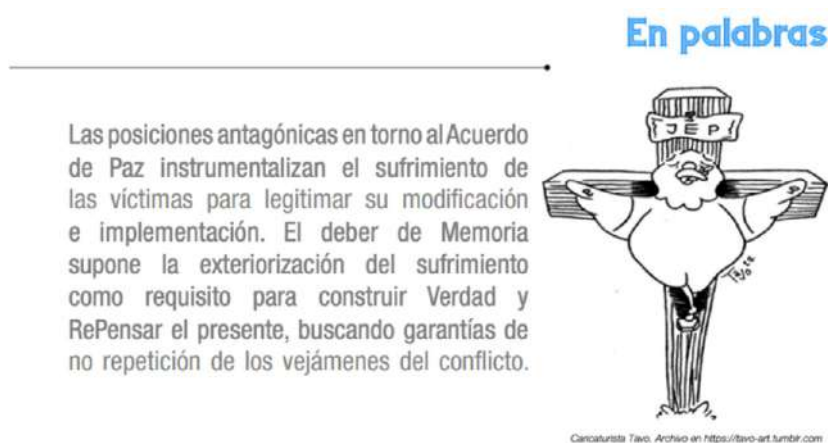 En palabras
Las posiciones antagónicas en torno al Acuerdo
de Paz instrumentalizan el sufrimiento de
las víctimas para legitimar su modificación
e implementación. El deber de Memoria
supone la exteriorización del sufrimiento
como requisito para construir Verdad y
RePensar el presente, buscando garantías de
no repetición de los vejámenes del conflicto.
JEP
Caricaturista Tavo. Archivo en https://tavo-art.tumblr.com